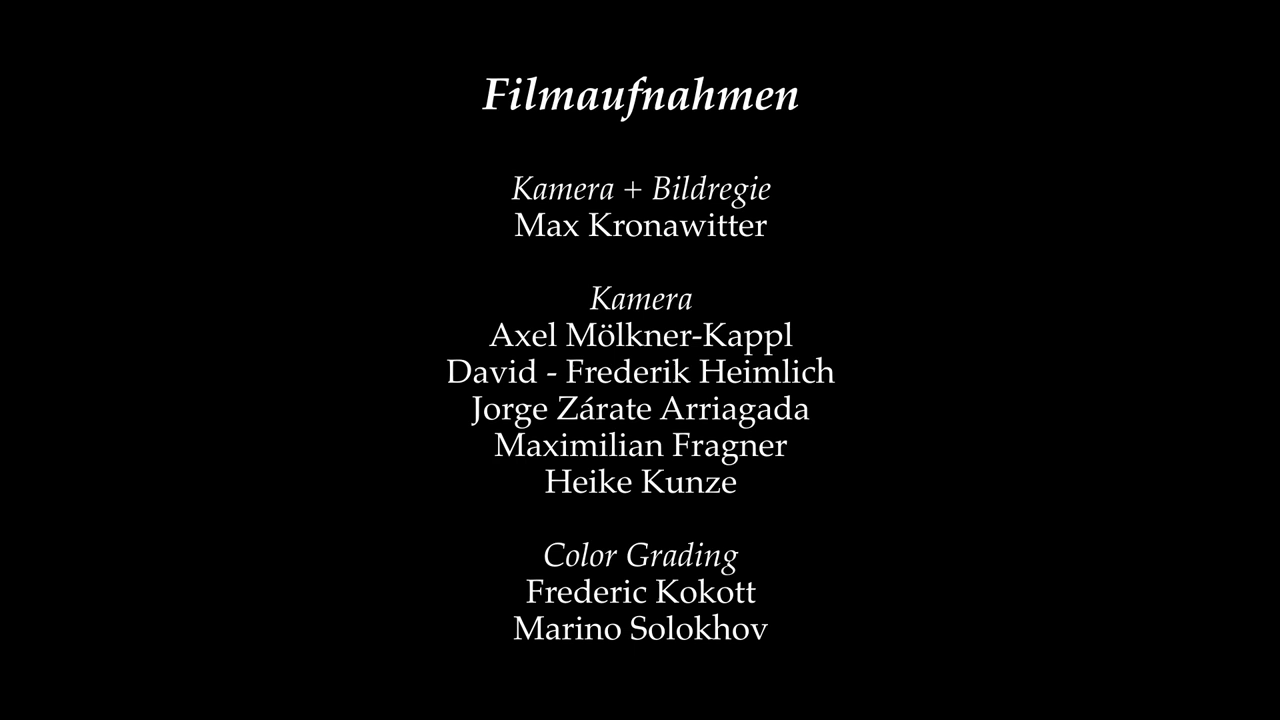 Filmaufnahmen
Kamera + Bildregie
Max Kronawitter
Kamera
Axel Mölkner-Kappl
David - Frederik Heimlich
Jorge Zárate Arriagada
Maximilian Fragner
Heike Kunze
Color Grading
Frederic Kokott
Marino Solokhov